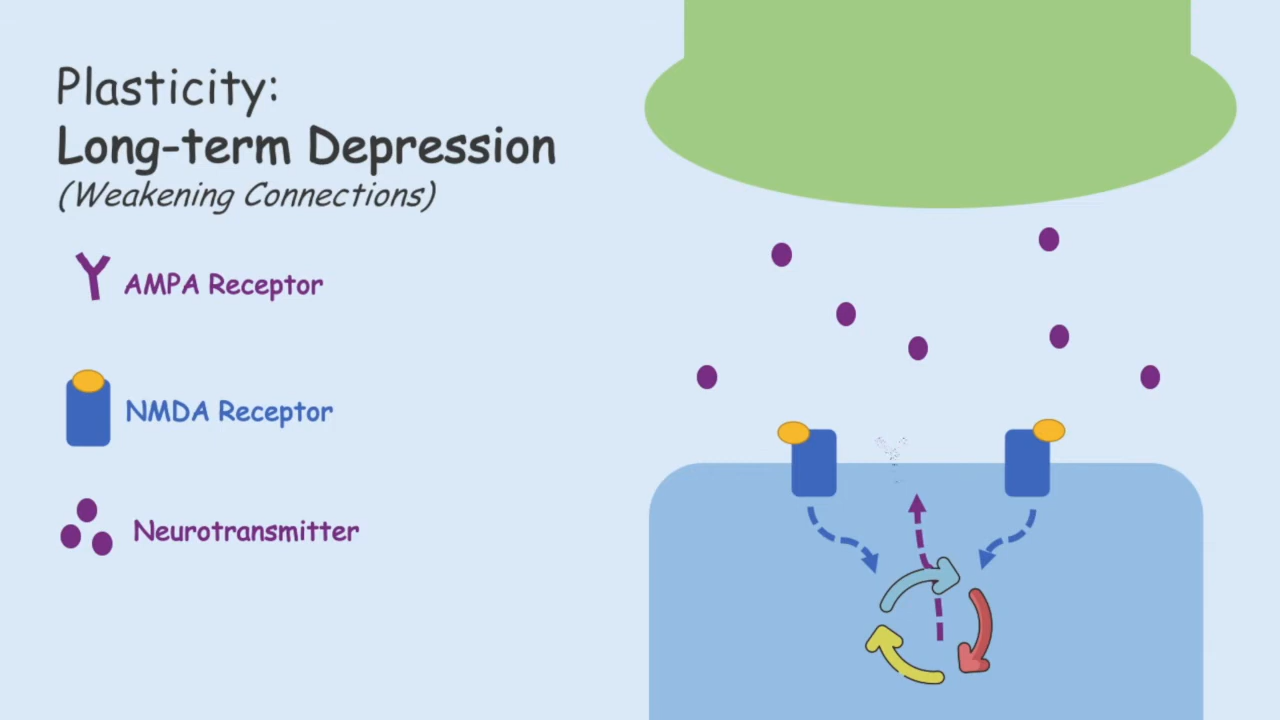 Plasticity:
Long-term Depression
(Weakening Connections)
AMPA Receptor
NMDA Receptor
Neurotransmitter